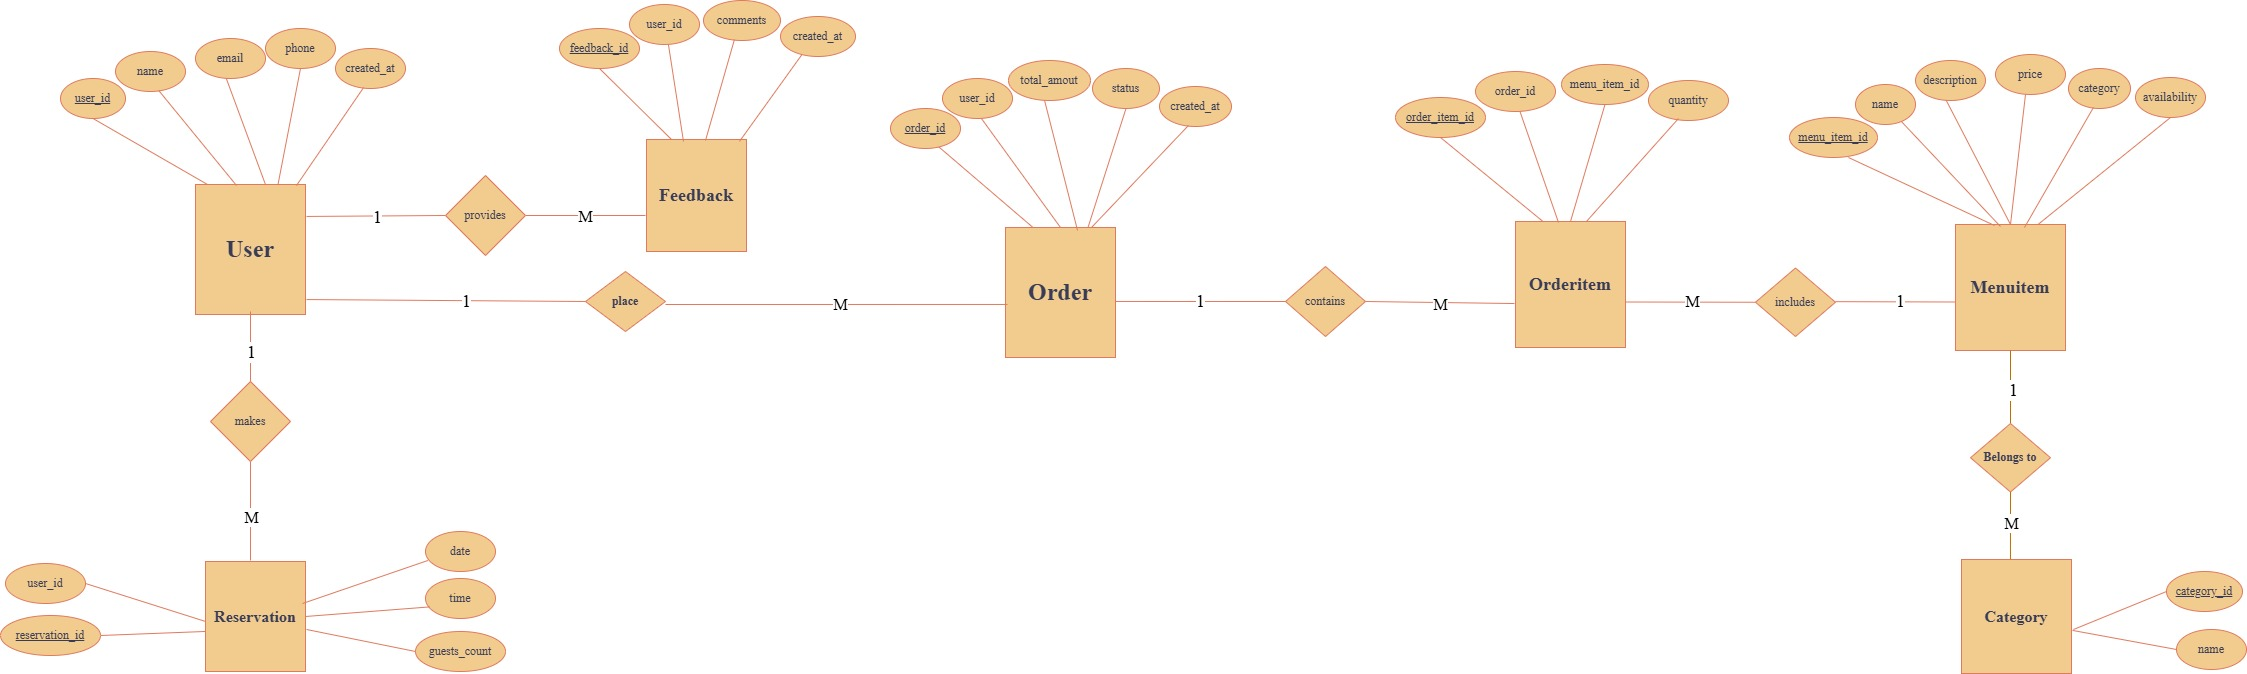 user_id
name
email
phone
created_at
User
feedback_id
user_id
comments
created_at
Feedback
1
provides
M
1
place
M
order_id
user_id
total_amout
status
created_at
Order
1
contains
M
order_item_id
order_id
menu_item_id
quantity
Orderitem
M
includes
1
menu_item_id
name
description
price
category
availability
Menuitem
1
makes
M
user_id
reservation_id
Reservation
date
time
guests_count
1
Belongs to
M
Category
category_id
name